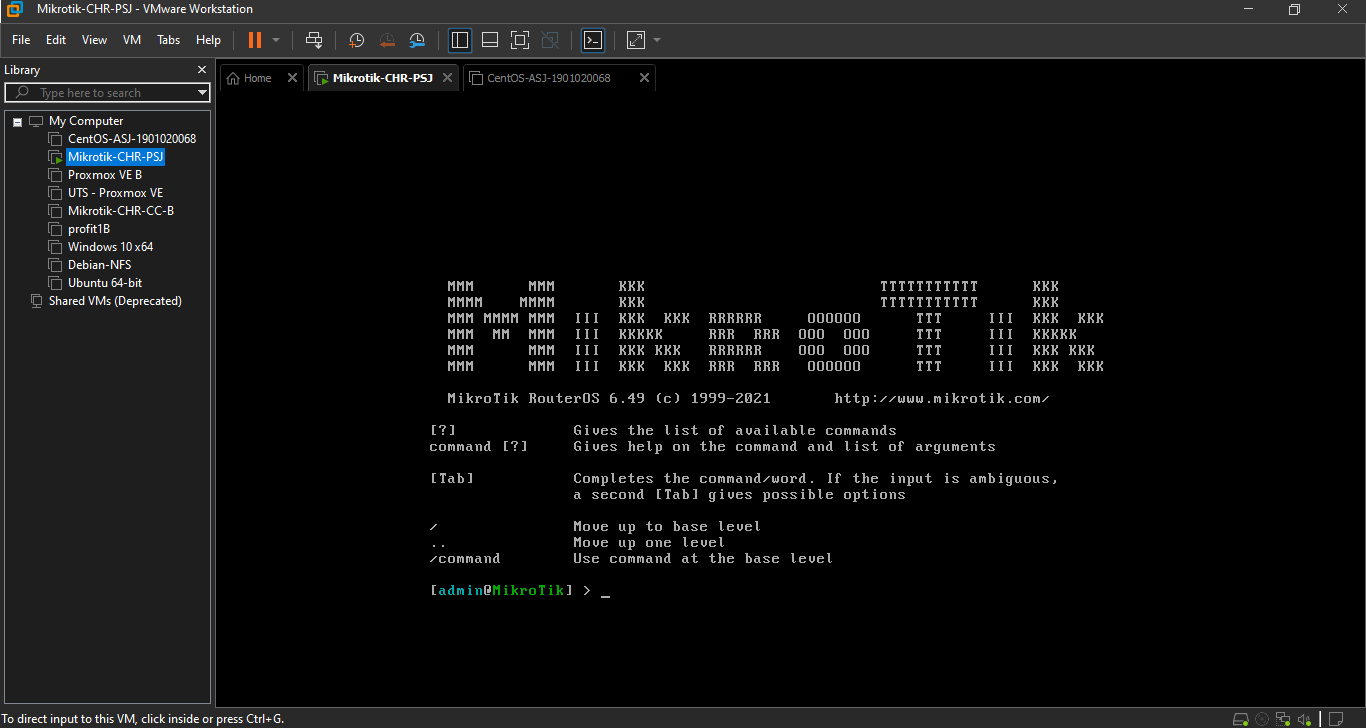 Mikrotik-CHR-PSJ - VMware Workstation
File Edit View VM Tabs Help
Library
Type here to search
My Computer
CentOS-ASJ-1901020068
Mikrotik-CHR-PSJ
Proxmox VE B
UTS - Proxmox VE
Mikrotik-CHR-CC-B
profit1B
Windows 10 x64
Debian-NFS
Ubuntu 64-bit
Shared VMs (Deprecated)
Home Mikrotik-CHR-PSJ CentOS-ASJ-1901020068
MMM      MMM       KKK                          TTTTTTTTTTT      KKK
MMMM    MMMM       KKK                          TTTTTTTTTTT      KKK
MMM MMMM MMM  III  KKK  KKK  RRRRRR     OOOOOO      TTT     III  KKK  KKK
MMM  MM  MMM  III  KKKKK     RRR  RRR  OOO  OOO     TTT     III  KKKKK
MMM      MMM  III  KKK KKK   RRRRRR    OOO  OOO     TTT     III  KKK KKK
MMM      MMM  III  KKK  KKK  RRR  RRR   OOOOOO      TTT     III  KKK  KKK
MikroTik RouterOS 6.49 (c) 1999-2021       http://www.mikrotik.com/
[?]             Gives the list of available commands
command [?]     Gives help on the command and list of arguments
[Tab]           Completes the command/word. If the input is ambiguous,
a second [Tab] gives possible options
/               Move up to base level
..              Move up one level
/command        Use command at the base level
[admin@MikroTik] > _
To direct input to this VM, click inside or press Ctrl+G.